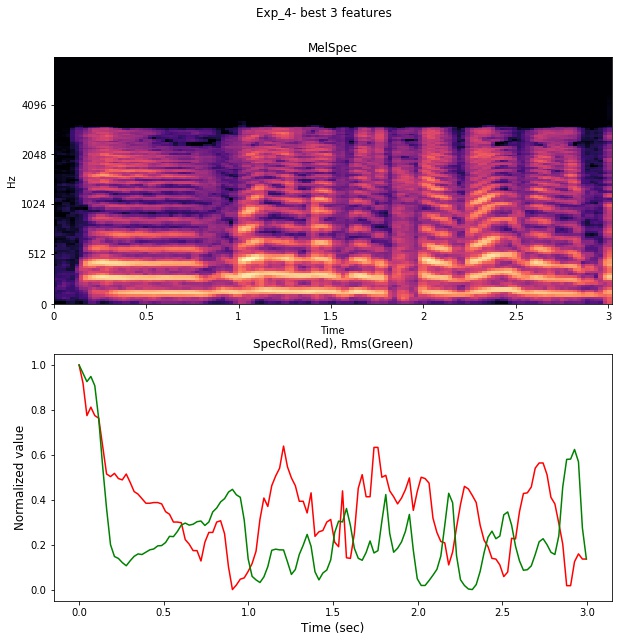 Exp_4- best 3 features
MelSpec
Hz
4096
2048
1024
512
0
0 0.5 1 1.5 2 2.5 3
Time
SpecRol(Red), Rms(Green)
Normalized value
1.0
0.8
0.6
0.4
0.2
0.0
0.0 0.5 1.0 1.5 2.0 2.5 3.0
Time (sec)